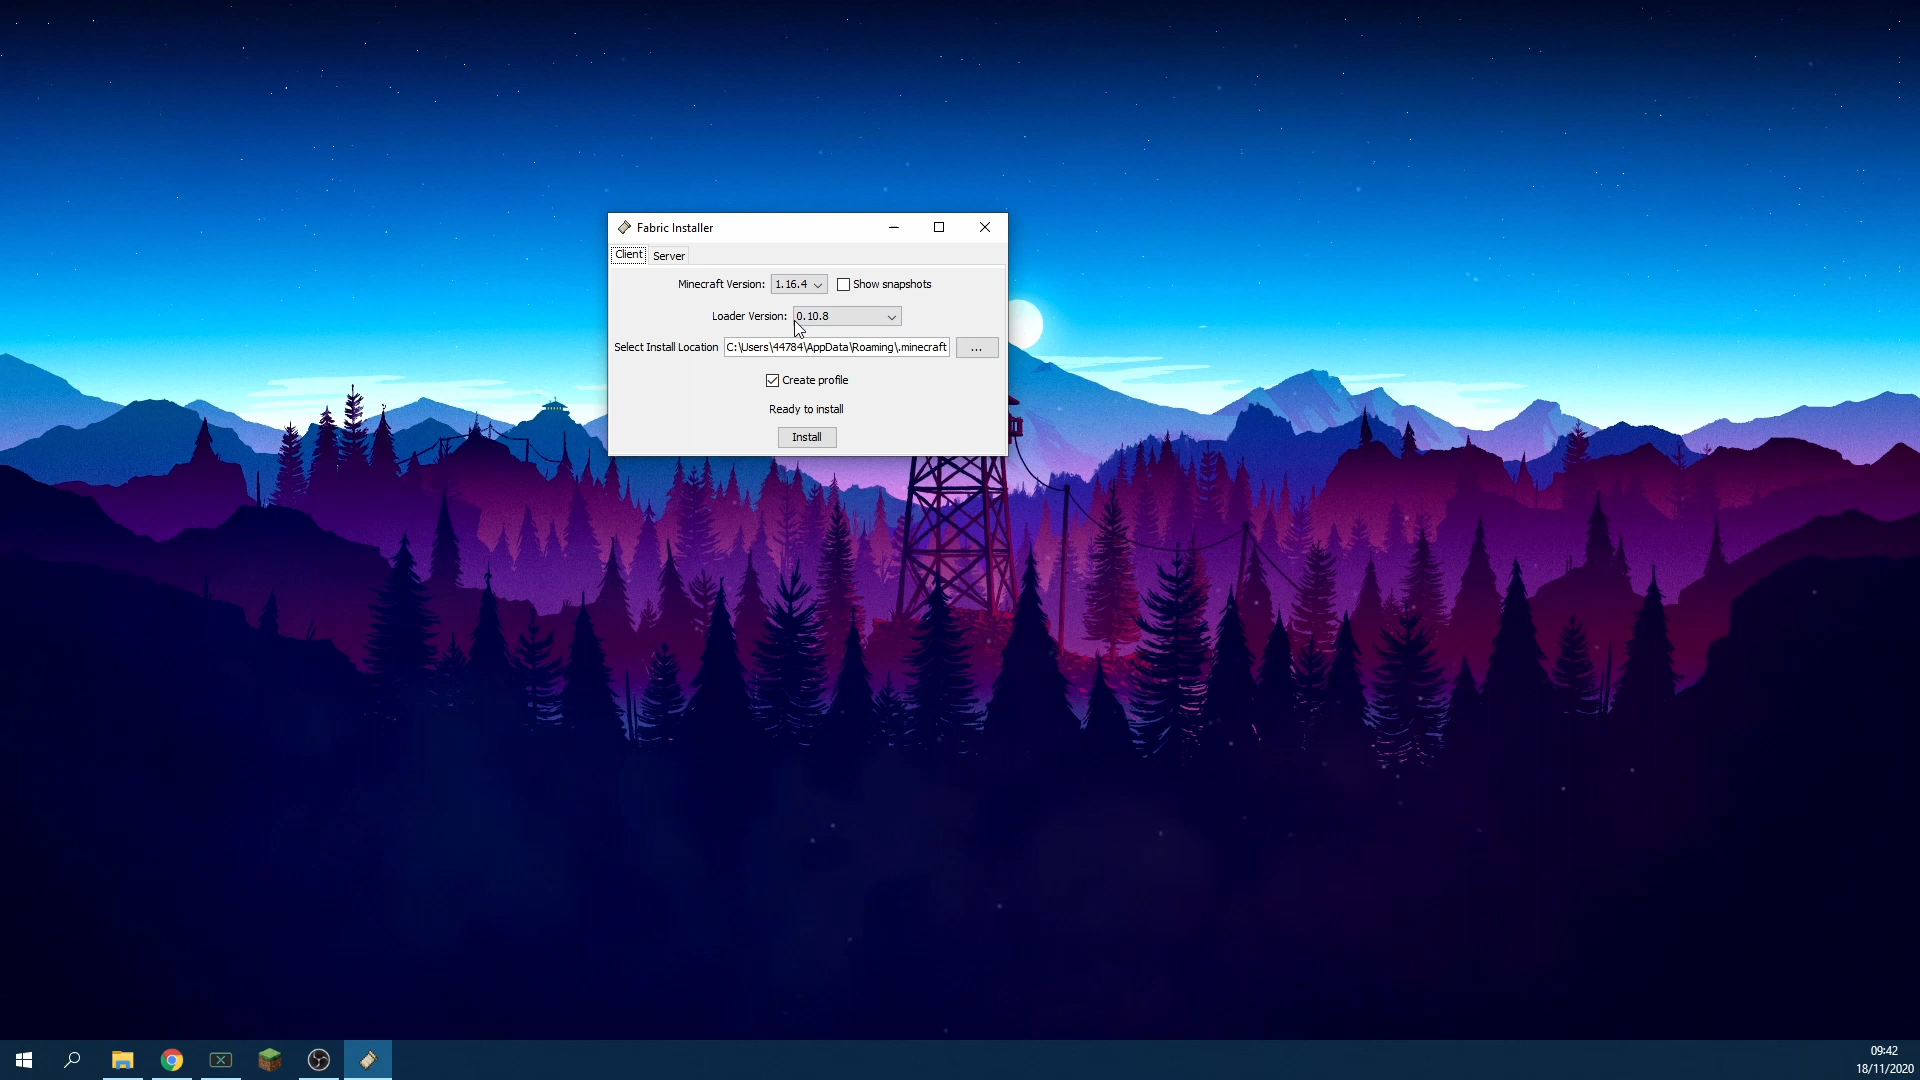 Fabric Installer
Client Server
Minecraft Version: 1.16.4 Show snapshots
Loader Version: 0.10.8
Select Install Location C:\Users\44784\AppData\Roaming\.minecraft ...
Create profile
Ready to install
Install
09:42
18/11/2020